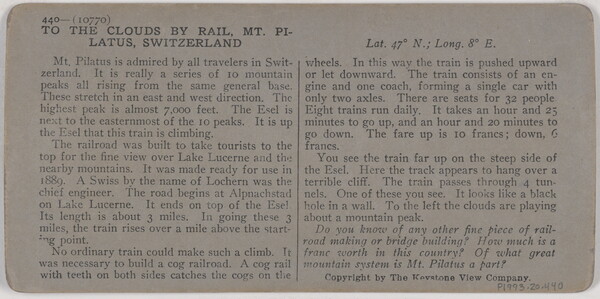 440—(10770)
TO THE CLOUDS BY RAIL, MT. PI-
LATUS, SWITZERLAND
Mt. Pilatus is admired by all travelers in Swit-
zerland. It is really a series of 10 mountain
peaks all rising from the same general base.
These stretch in an east and west direction. The
highest peak is almost 7,000 feet. The Esel is
next to the easternmost of the 10 peaks. It is up
the Esel that this train is climbing.
The railroad was built to take tourists to the
top for the fine view over Lake Lucerne and the
nearby mountains. It was made ready for use in
1889. A Swiss by the name of Lochern was the
chief engineer. The road begins at Alpnachstad
on Lake Lucerne. It ends on top of the Esel
Its length is about 3 miles. In going these 3
miles, the train rises over a mile above the start-
ing point.
No ordinary train could make such a climb. It
was necessary to build a cog railroad. A cog rail
with teeth on both sides catches the cogs on the
Lat. 47° N.; Long. 8° E.
wheels. In this way the train is pushed upward
or let downward. The train consists of an en-
gine and one coach, forming a single car with
only two axles. There are seats for 32 people.
Eight trains run daily. It takes an hour and 25
minutes to go up, and an hour and 20 minutes to
go down. The fare up is 10 francs; down, 6
francs.
You see the train far up on the steep side of
the Esel. Here the track appears to hang over a
terrible cliff. The train passes through 4 tun-
nels. One of these you see. It looks like a black
hole in a wall. To the left the clouds are playing
about a mountain peak.
Do you know of any other fine piece of rail-
road making or bridge building? How much is a
franc worth in this country? Of what great
mountain system is Mt. Pilatus a part?
Copyright by The Keystone View Company.
P1993.20.440